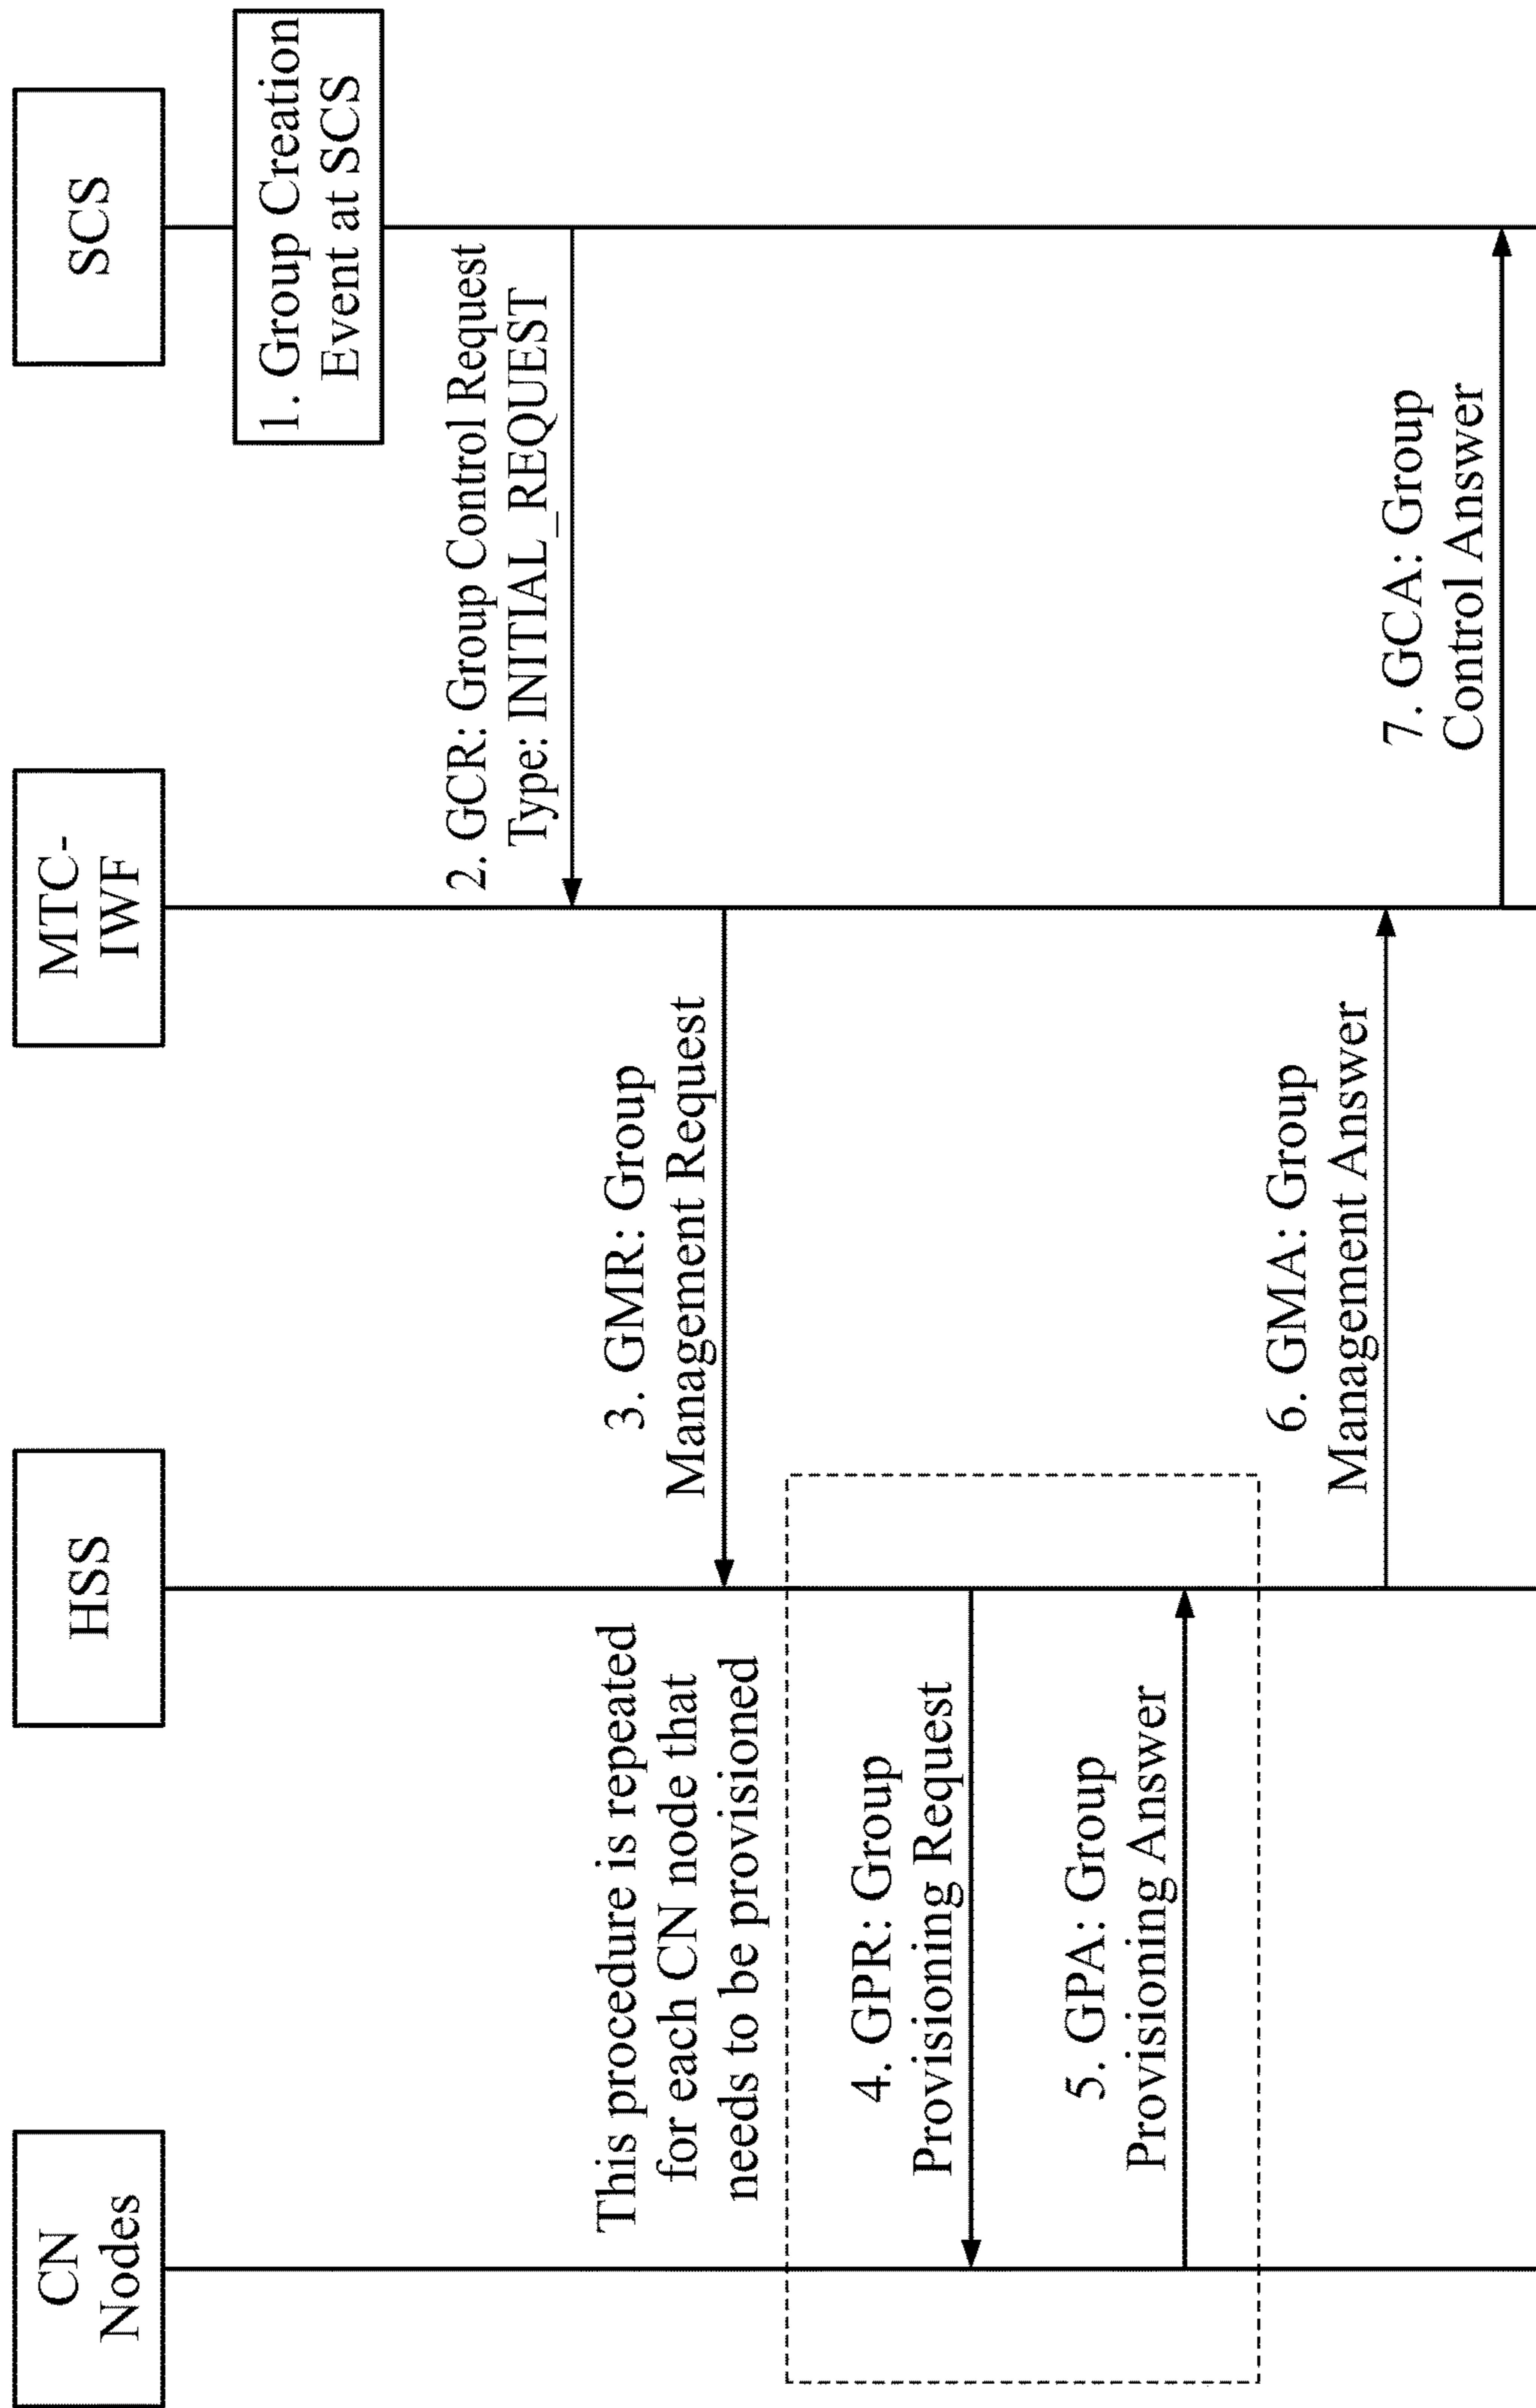 CN
Nodes
HSS
MTC-
IWF
SCS
1. Group Creation
Event at SCS
2. GCR: Group Control Request
Type: INITIAL_REQUEST
3. GMR: Group
Management Request
This procedure is repeated
for each CN node that
needs to be provisioned
4. GPR: Group
Provisioning Request
5. GPA: Group
Provisioning Answer
6. GMA: Group
Management Answer
7. GCA: Group
Control Answer